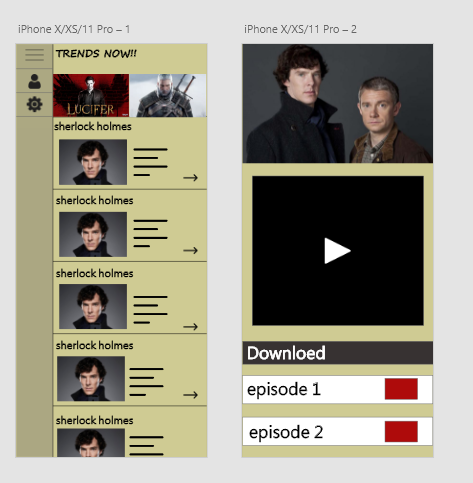 iPhone X/XS/11 Pro – 1
TRENDS NOW!!
LUCIFER
sherlock holmes
sherlock holmes
sherlock holmes
sherlock holmes
sherlock holmes
iPhone X/XS/11 Pro – 2
Downloed
episode 1
episode 2